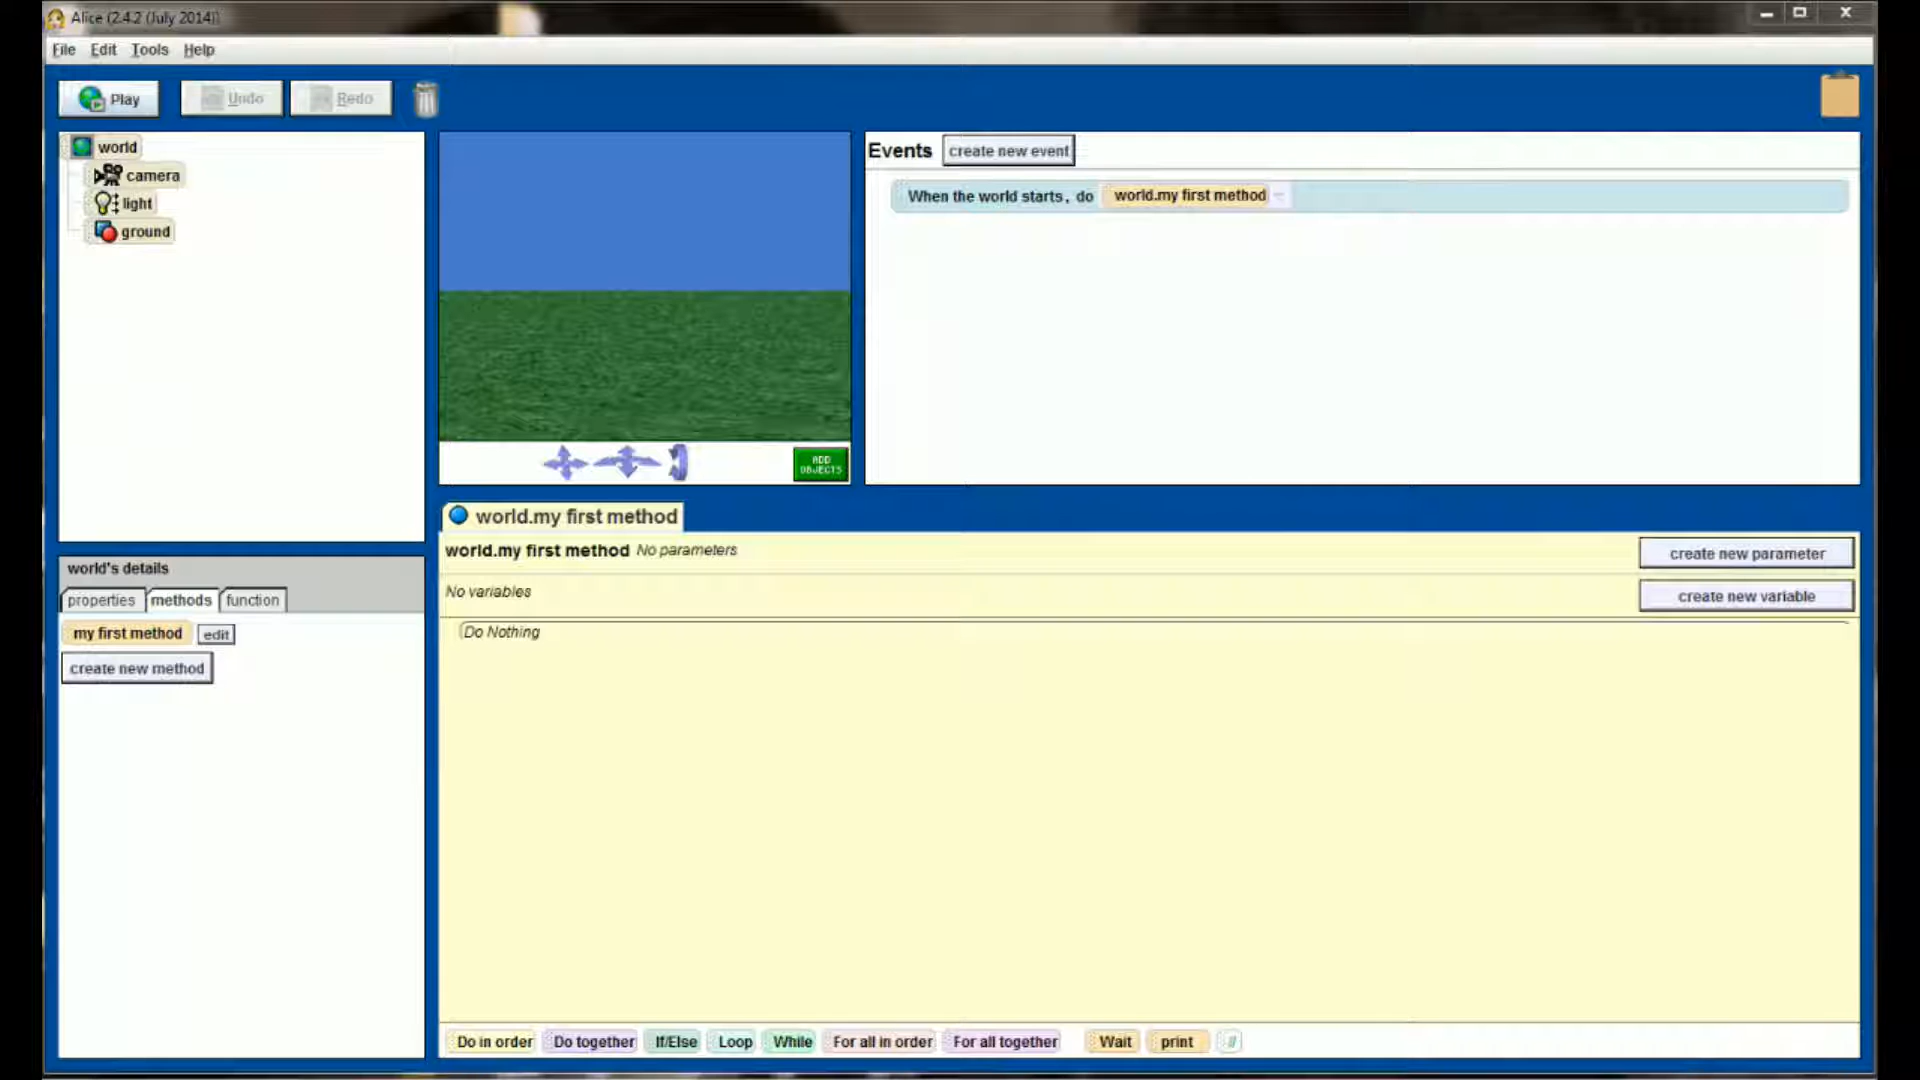 Alice (2.4.2 (July 2014))
File Edit Tools Help
Play Undo Redo
world
camera
light
ground
Events create new event
When the world starts, do world.my first method
ADD OBJECTS
world.my first method
world.my first method No parameters
create new parameter
No variables
create new variable
Do Nothing
world's details
properties methods function
my first method edit
create new method
Do in order Do together If/Else Loop While For all in order For all together Wait print //